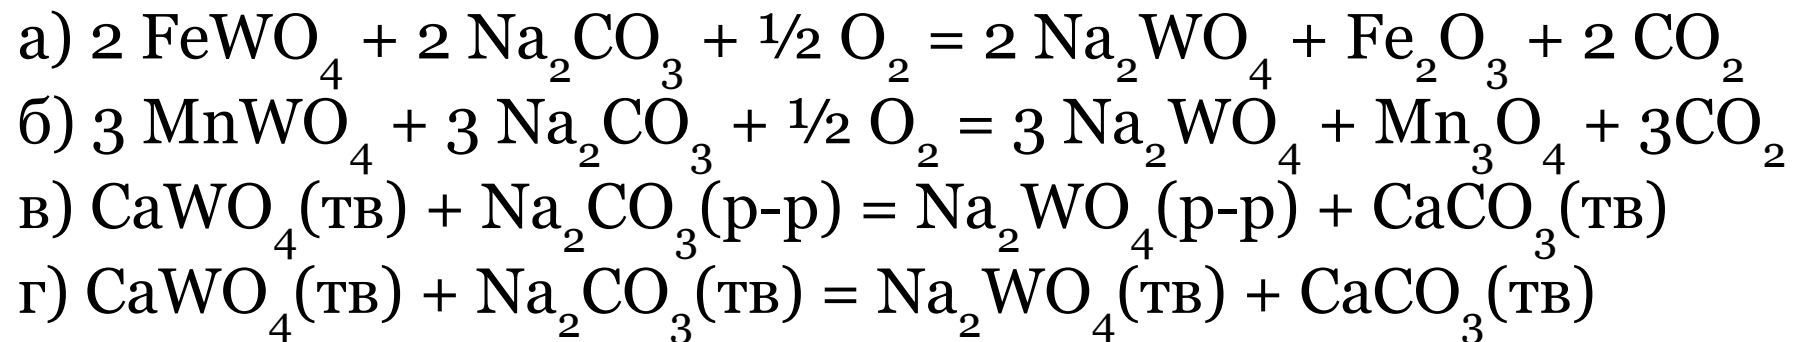 а) 2 FeWO₄ + 2 Na₂CO₃ + ½ O₂ = 2 Na₂WO₄ + Fe₂O₃ + 2 CO₂
б) 3 MnWO₄ + 3 Na₂CO₃ + ½ O₂ = 3 Na₂WO₄ + Mn₃O₄ + 3CO₂
в) CaWO₄(тв) + Na₂CO₃(р-р) = Na₂WO₄(р-р) + CaCO₃(тв)
г) CaWO₄(тв) + Na₂CO₃(тв) = Na₂WO₄(тв) + CaCO₃(тв)